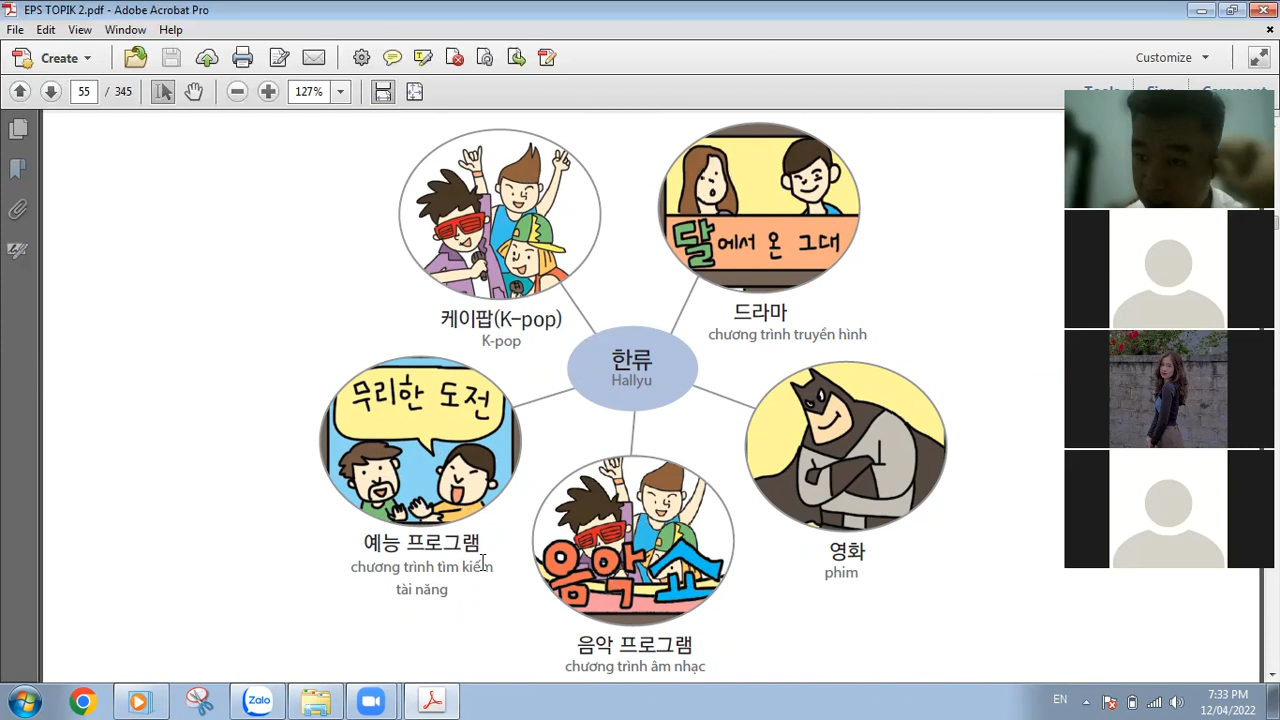 EPS TOPIK 2.pdf - Adobe Acrobat Pro
File Edit View Window Help
Create
Customize
55 / 345
127%
Tools Sign Comment
달에서 온 그대
케이팝(K-pop)
K-pop
드라마
chương trình truyền hình
한류
Hallyu
무리한 도전
예능 프로그램
chương trình tìm kiếm
tài năng
음악 쇼
음악 프로그램
chương trình âm nhạc
영화
phim
Zalo
EN
7:33 PM
12/04/2022